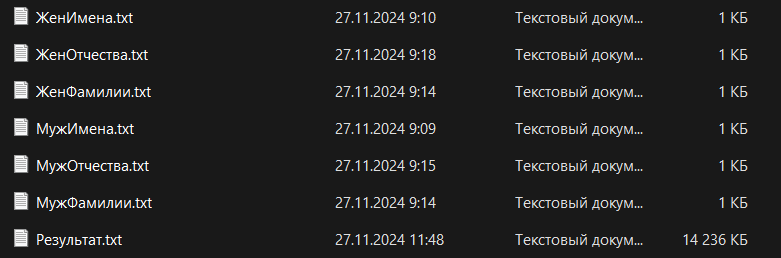 ЖенИмена.txt 27.11.2024 9:10 Текстовый докум... 1 КБ
ЖенОтчества.txt 27.11.2024 9:18 Текстовый докум... 1 КБ
ЖенФамилии.txt 27.11.2024 9:14 Текстовый докум... 1 КБ
МужИмена.txt 27.11.2024 9:09 Текстовый докум... 1 КБ
МужОтчества.txt 27.11.2024 9:15 Текстовый докум... 1 КБ
МужФамилии.txt 27.11.2024 9:14 Текстовый докум... 1 КБ
Результат.txt 27.11.2024 11:48 Текстовый докум... 14 236 КБ